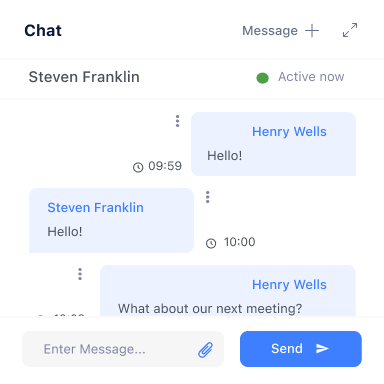 Chat
Message
Steven Franklin
Active now
Henry Wells
Hello!
09:59
Steven Franklin
Hello!
10:00
Henry Wells
What about our next meeting?
Enter Message...
Send